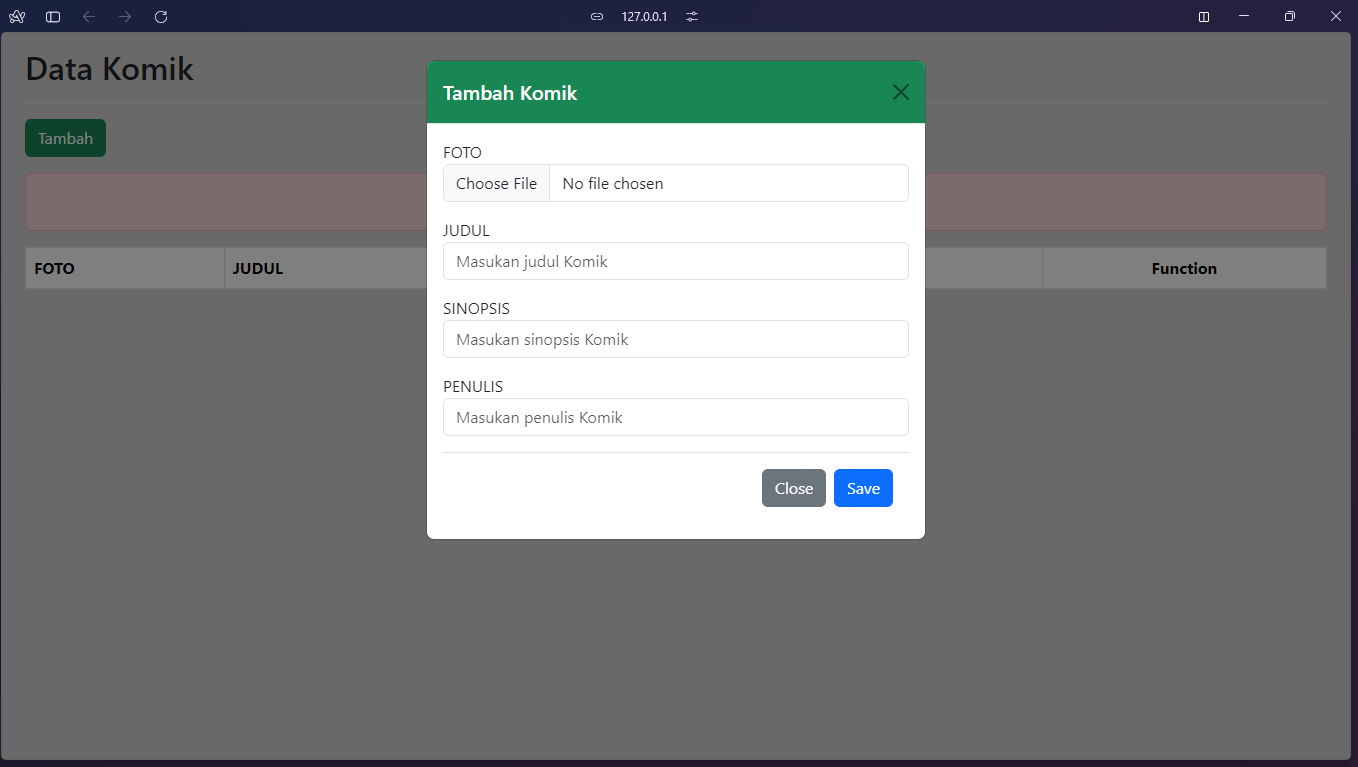 127.0.0.1
Data Komik
Tambah
FOTO
JUDUL
Function
Tambah Komik
FOTO
Choose File No file chosen
JUDUL
Masukan judul Komik
SINOPSIS
Masukan sinopsis Komik
PENULIS
Masukan penulis Komik
Close
Save